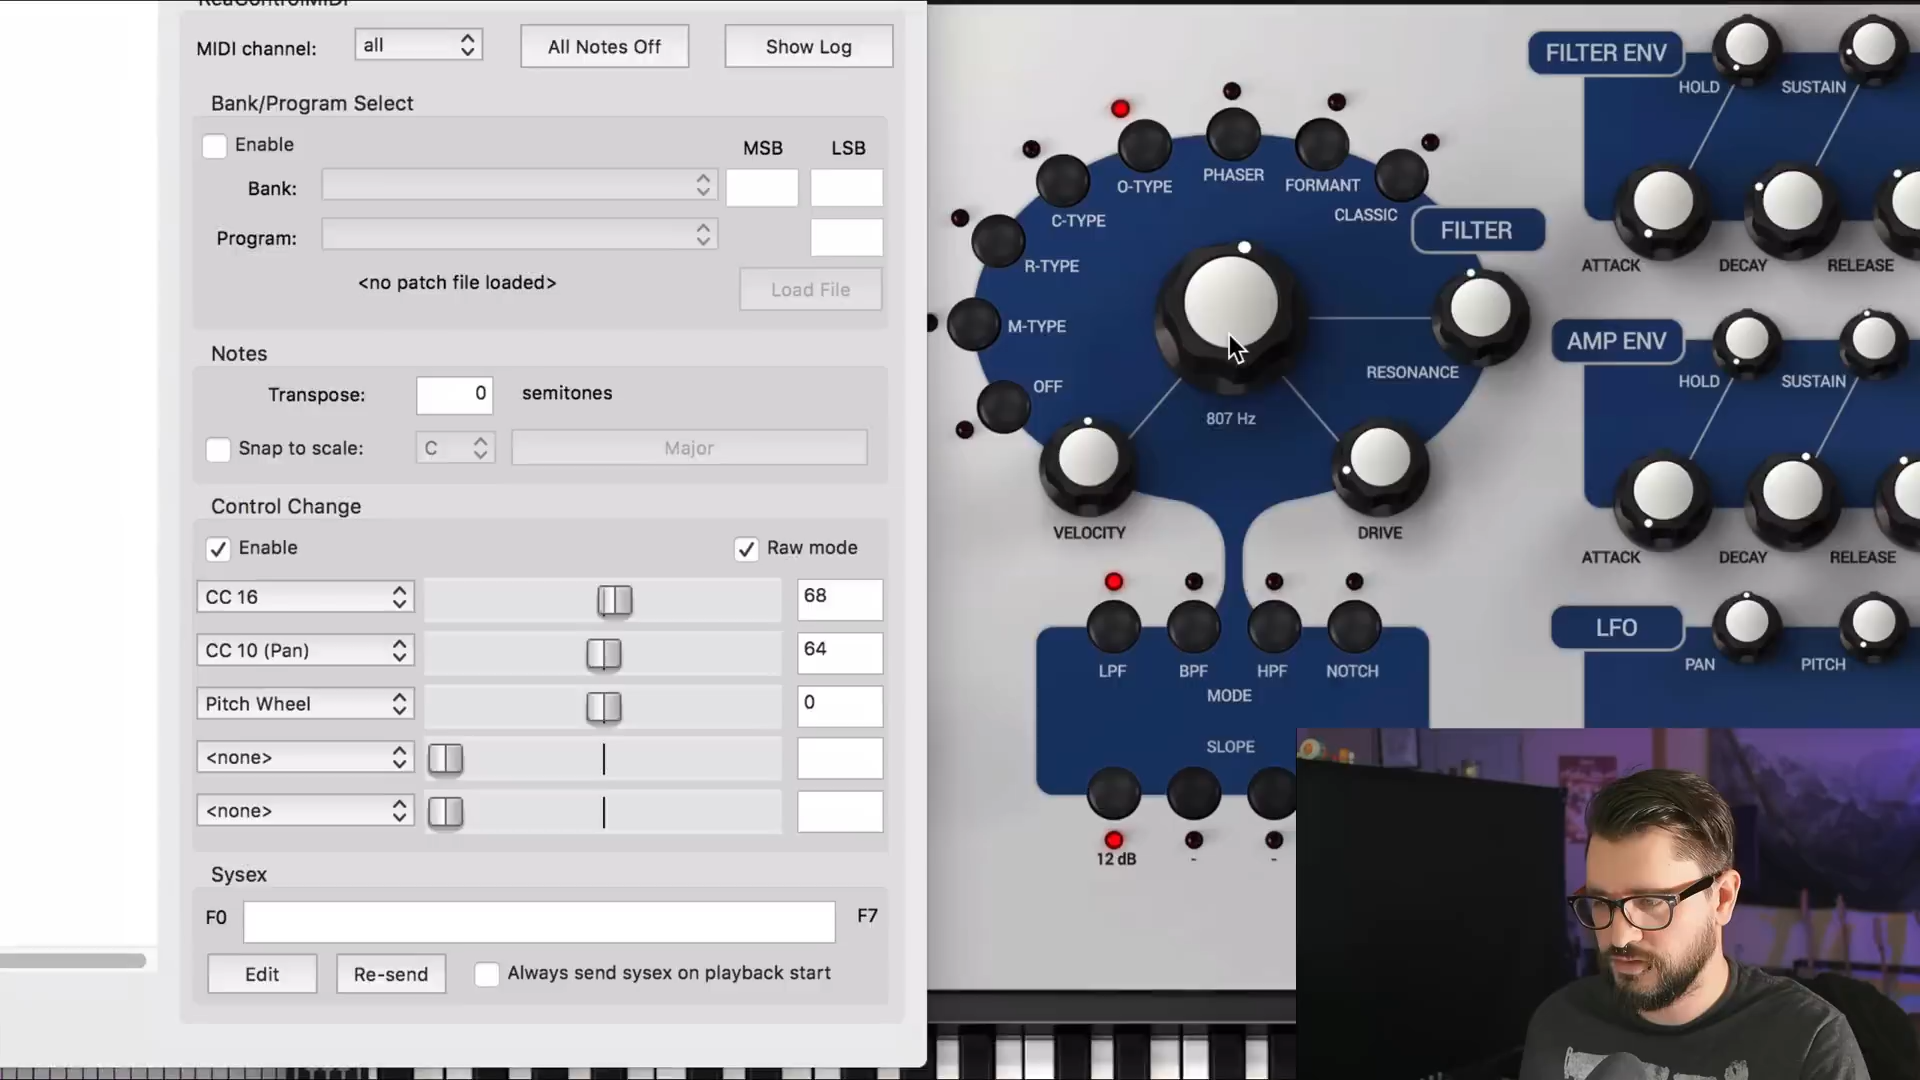 ReaControlMIDI
MIDI channel: all All Notes Off Show Log
Bank/Program Select
Enable MSB LSB
Bank:
Program:
<no patch file loaded> Load File
Notes
Transpose: 0 semitones
Snap to scale: C Major
Control Change
Enable Raw mode
CC 16 68
CC 10 (Pan) 64
Pitch Wheel 0
<none>
<none>
Sysex
F0 F7
Edit Re-send Always send sysex on playback start
O-TYPE PHASER FORMANT CLASSIC
C-TYPE
R-TYPE
M-TYPE
OFF
FILTER
RESONANCE
807 Hz
VELOCITY DRIVE
LPF BPF HPF NOTCH
MODE
SLOPE
12 dB - -
FILTER ENV
HOLD SUSTAIN
ATTACK DECAY RELEASE
AMP ENV
HOLD SUSTAIN
ATTACK DECAY RELEASE
LFO
PAN PITCH